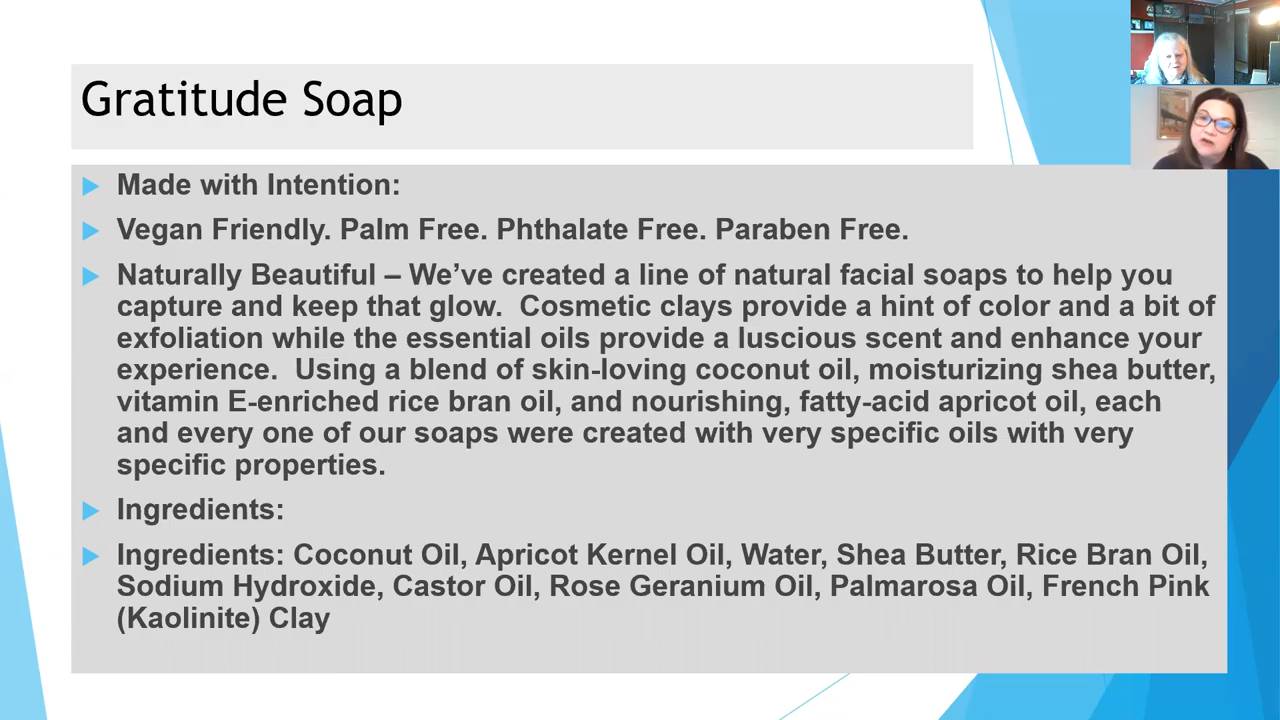 Gratitude Soap
Made with Intention:
Vegan Friendly. Palm Free. Phthalate Free. Paraben Free.
Naturally Beautiful – We’ve created a line of natural facial soaps to help you
capture and keep that glow.  Cosmetic clays provide a hint of color and a bit of
exfoliation while the essential oils provide a luscious scent and enhance your
experience.  Using a blend of skin-loving coconut oil, moisturizing shea butter,
vitamin E-enriched rice bran oil, and nourishing, fatty-acid apricot oil, each
and every one of our soaps were created with very specific oils with very
specific properties.
Ingredients:
Ingredients: Coconut Oil, Apricot Kernel Oil, Water, Shea Butter, Rice Bran Oil,
Sodium Hydroxide, Castor Oil, Rose Geranium Oil, Palmarosa Oil, French Pink
(Kaolinite) Clay